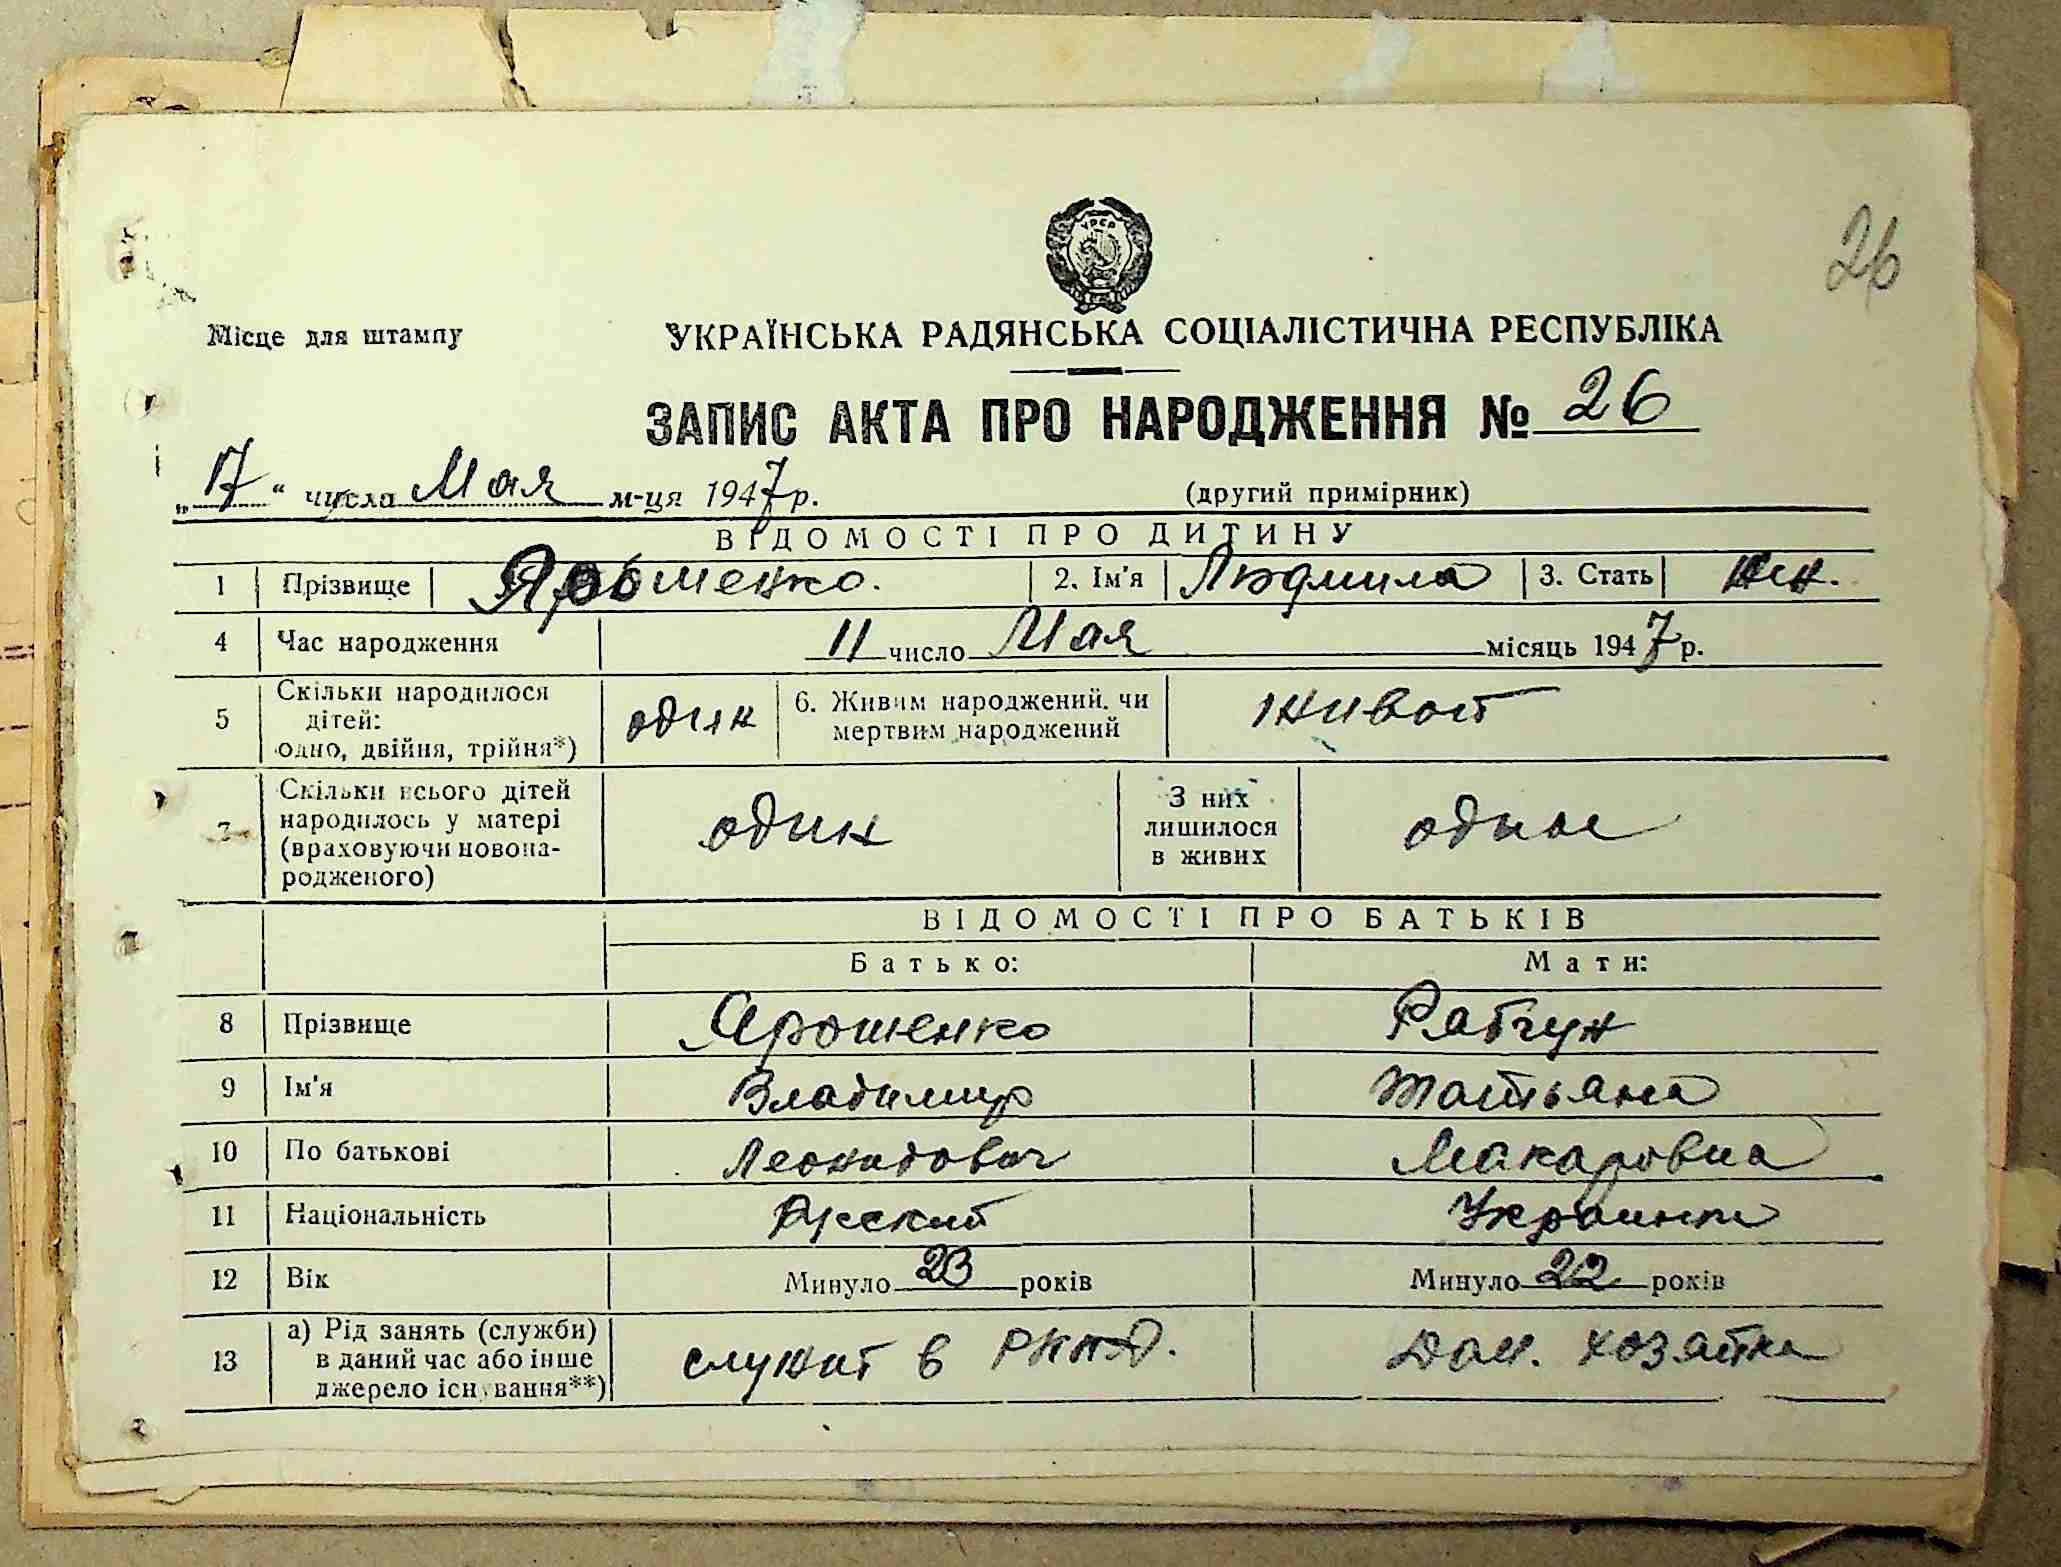 26
УРСР
Місце для штампу
УКРАЇНСЬКА РАДЯНСЬКА СОЦІАЛІСТИЧНА РЕСПУБЛІКА
ЗАПИС АКТА ПРО НАРОДЖЕННЯ № 26
„17“ числа Мая м-ця 1947 р. (другий примірник)
ВІДОМОСТІ ПРО ДИТИНУ
1 Прізвище Ярошенко. 2. Ім'я Людмила 3. Стать жен.
4 Час народження 11 число Мая місяць 1947 р.
5 Скільки народилося дітей: одно, двійня, трійня*) один 6. Живим народжений, чи мертвим народжений живой
7 Скільки всього дітей народилось у матері (враховуючи новонародженого) один З них лишилося в живих один
ВІДОМОСТІ ПРО БАТЬКІВ
Батько: Мати:
8 Прізвище Ярошенко Рабчун
9 Ім'я Владимир Татьяна
10 По батькові Леонидович Макаровна
11 Національність Русский Украинка
12 Вік Минуло 23 років Минуло 22 років
13 а) Рід занять (служби) в даний час або інше джерело існування**) служит в Дом. хозяйка